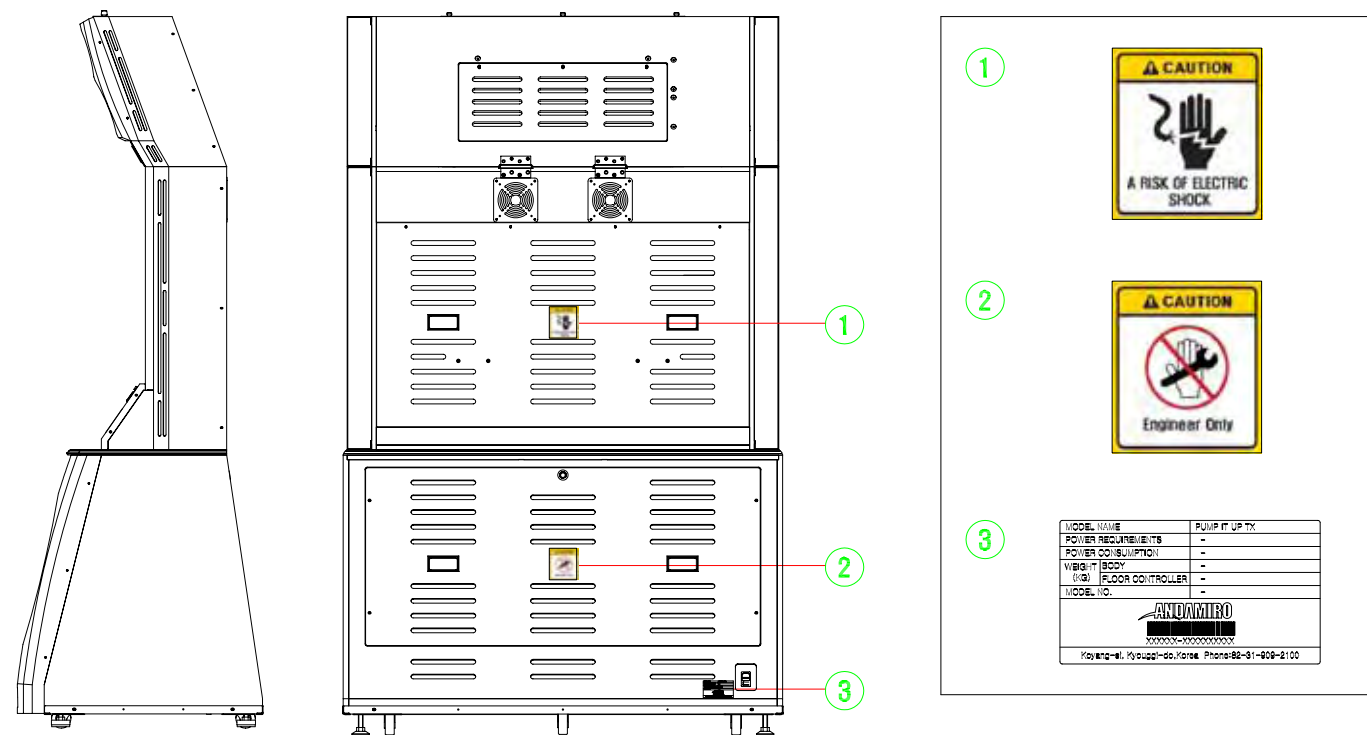 1
CAUTION
A RISK OF ELECTRIC
SHOCK
2
CAUTION
Engineer Only
3
MODEL NAME PUMP IT UP TX
POWER REQUIREMENTS -
POWER CONSUMPTION -
WEIGHT (KG) BODY -
FLOOR CONTROLLER -
MODEL NO. -
ANDAMIRO
XXXXXX-XXXXXXXXXX
Koyang-si, Kyouggi-do,Korea Phone:82-31-909-2100
1
2
3